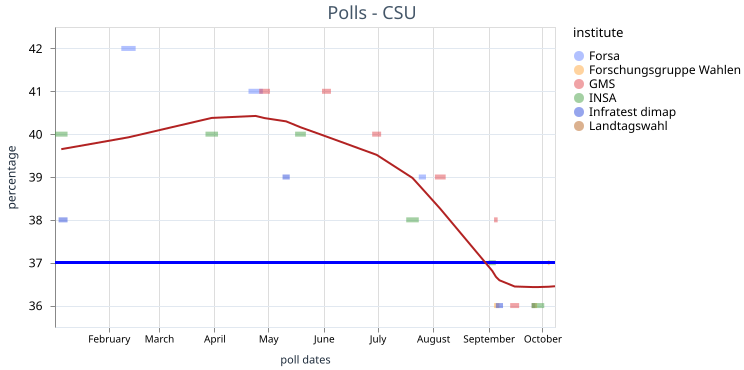 Polls - CSU
institute
Forsa
Forschungsgruppe Wahlen
GMS
INSA
Infratest dimap
Landtagswahl
percentage
42
41
40
39
38
37
36
February March April May June July August September October
poll dates